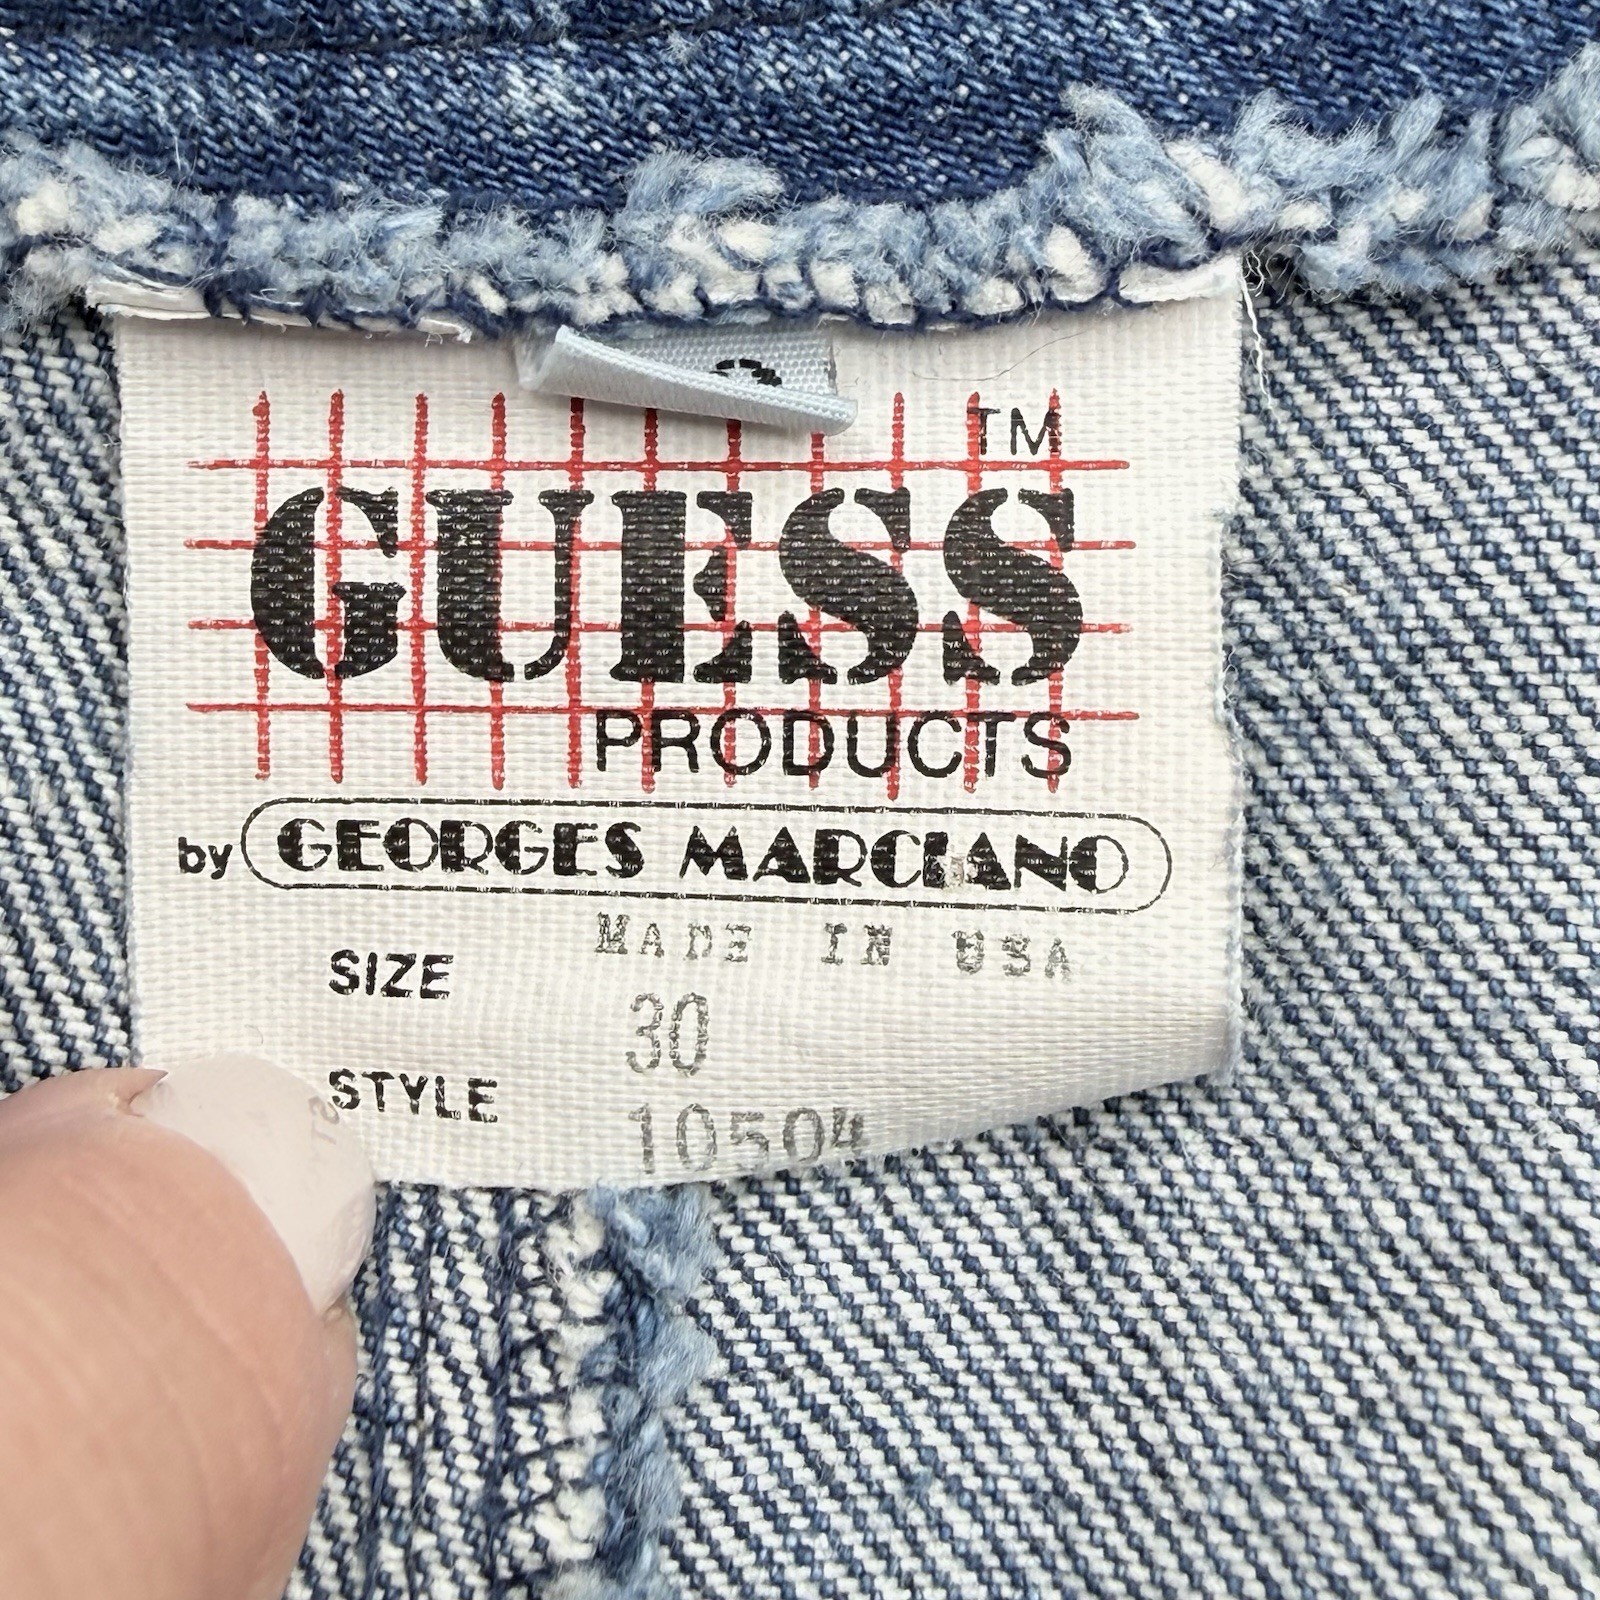 TM
GUESS
PRODUCTS
by GEORGES MARCIANO
MADE IN USA
SIZE 30
STYLE 10504